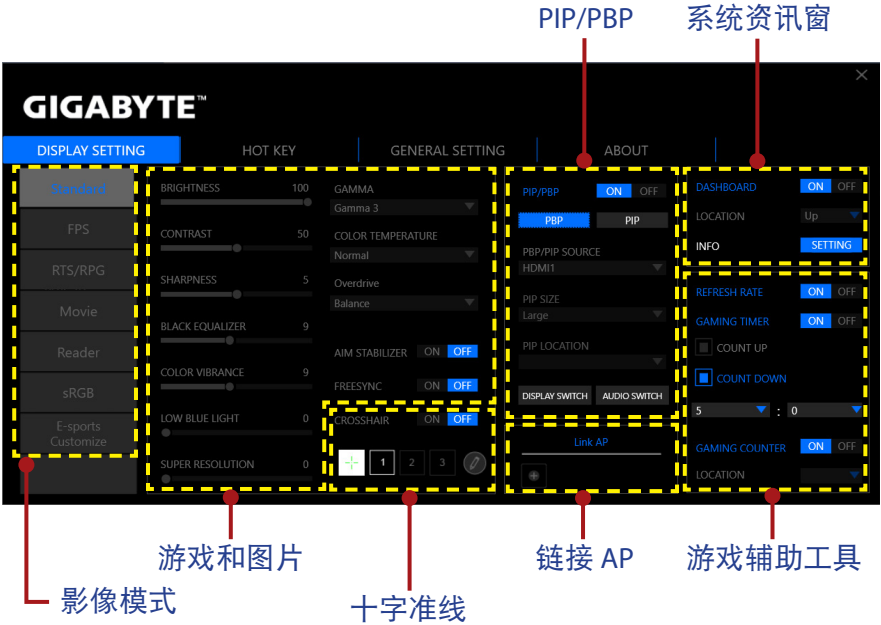 PIP/PBP
系统资讯窗
GIGABYTE™
DISPLAY SETTING
HOT KEY
GENERAL SETTING
ABOUT
Standard
FPS
RTS/RPG
Movie
Reader
sRGB
E-sports
Customize
BRIGHTNESS 100
CONTRAST 50
SHARPNESS 5
BLACK EQUALIZER 9
COLOR VIBRANCE 9
LOW BLUE LIGHT 0
SUPER RESOLUTION 0
GAMMA
Gamma 3
COLOR TEMPERATURE
Normal
Overdrive
Balance
AIM STABILIZER ON OFF
FREESYNC ON OFF
CROSSHAIR ON OFF
1 2 3
PIP/PBP ON OFF
PBP PIP
PBP/PIP SOURCE
HDMI1
PIP SIZE
Large
PIP LOCATION
DISPLAY SWITCH AUDIO SWITCH
Link AP
DASHBOARD ON OFF
LOCATION Up
INFO SETTING
REFRESH RATE ON OFF
GAMING TIMER ON OFF
COUNT UP
COUNT DOWN
5 : 0
GAMING COUNTER ON OFF
LOCATION
游戏和图片
链接 AP
游戏辅助工具
影像模式
十字准线